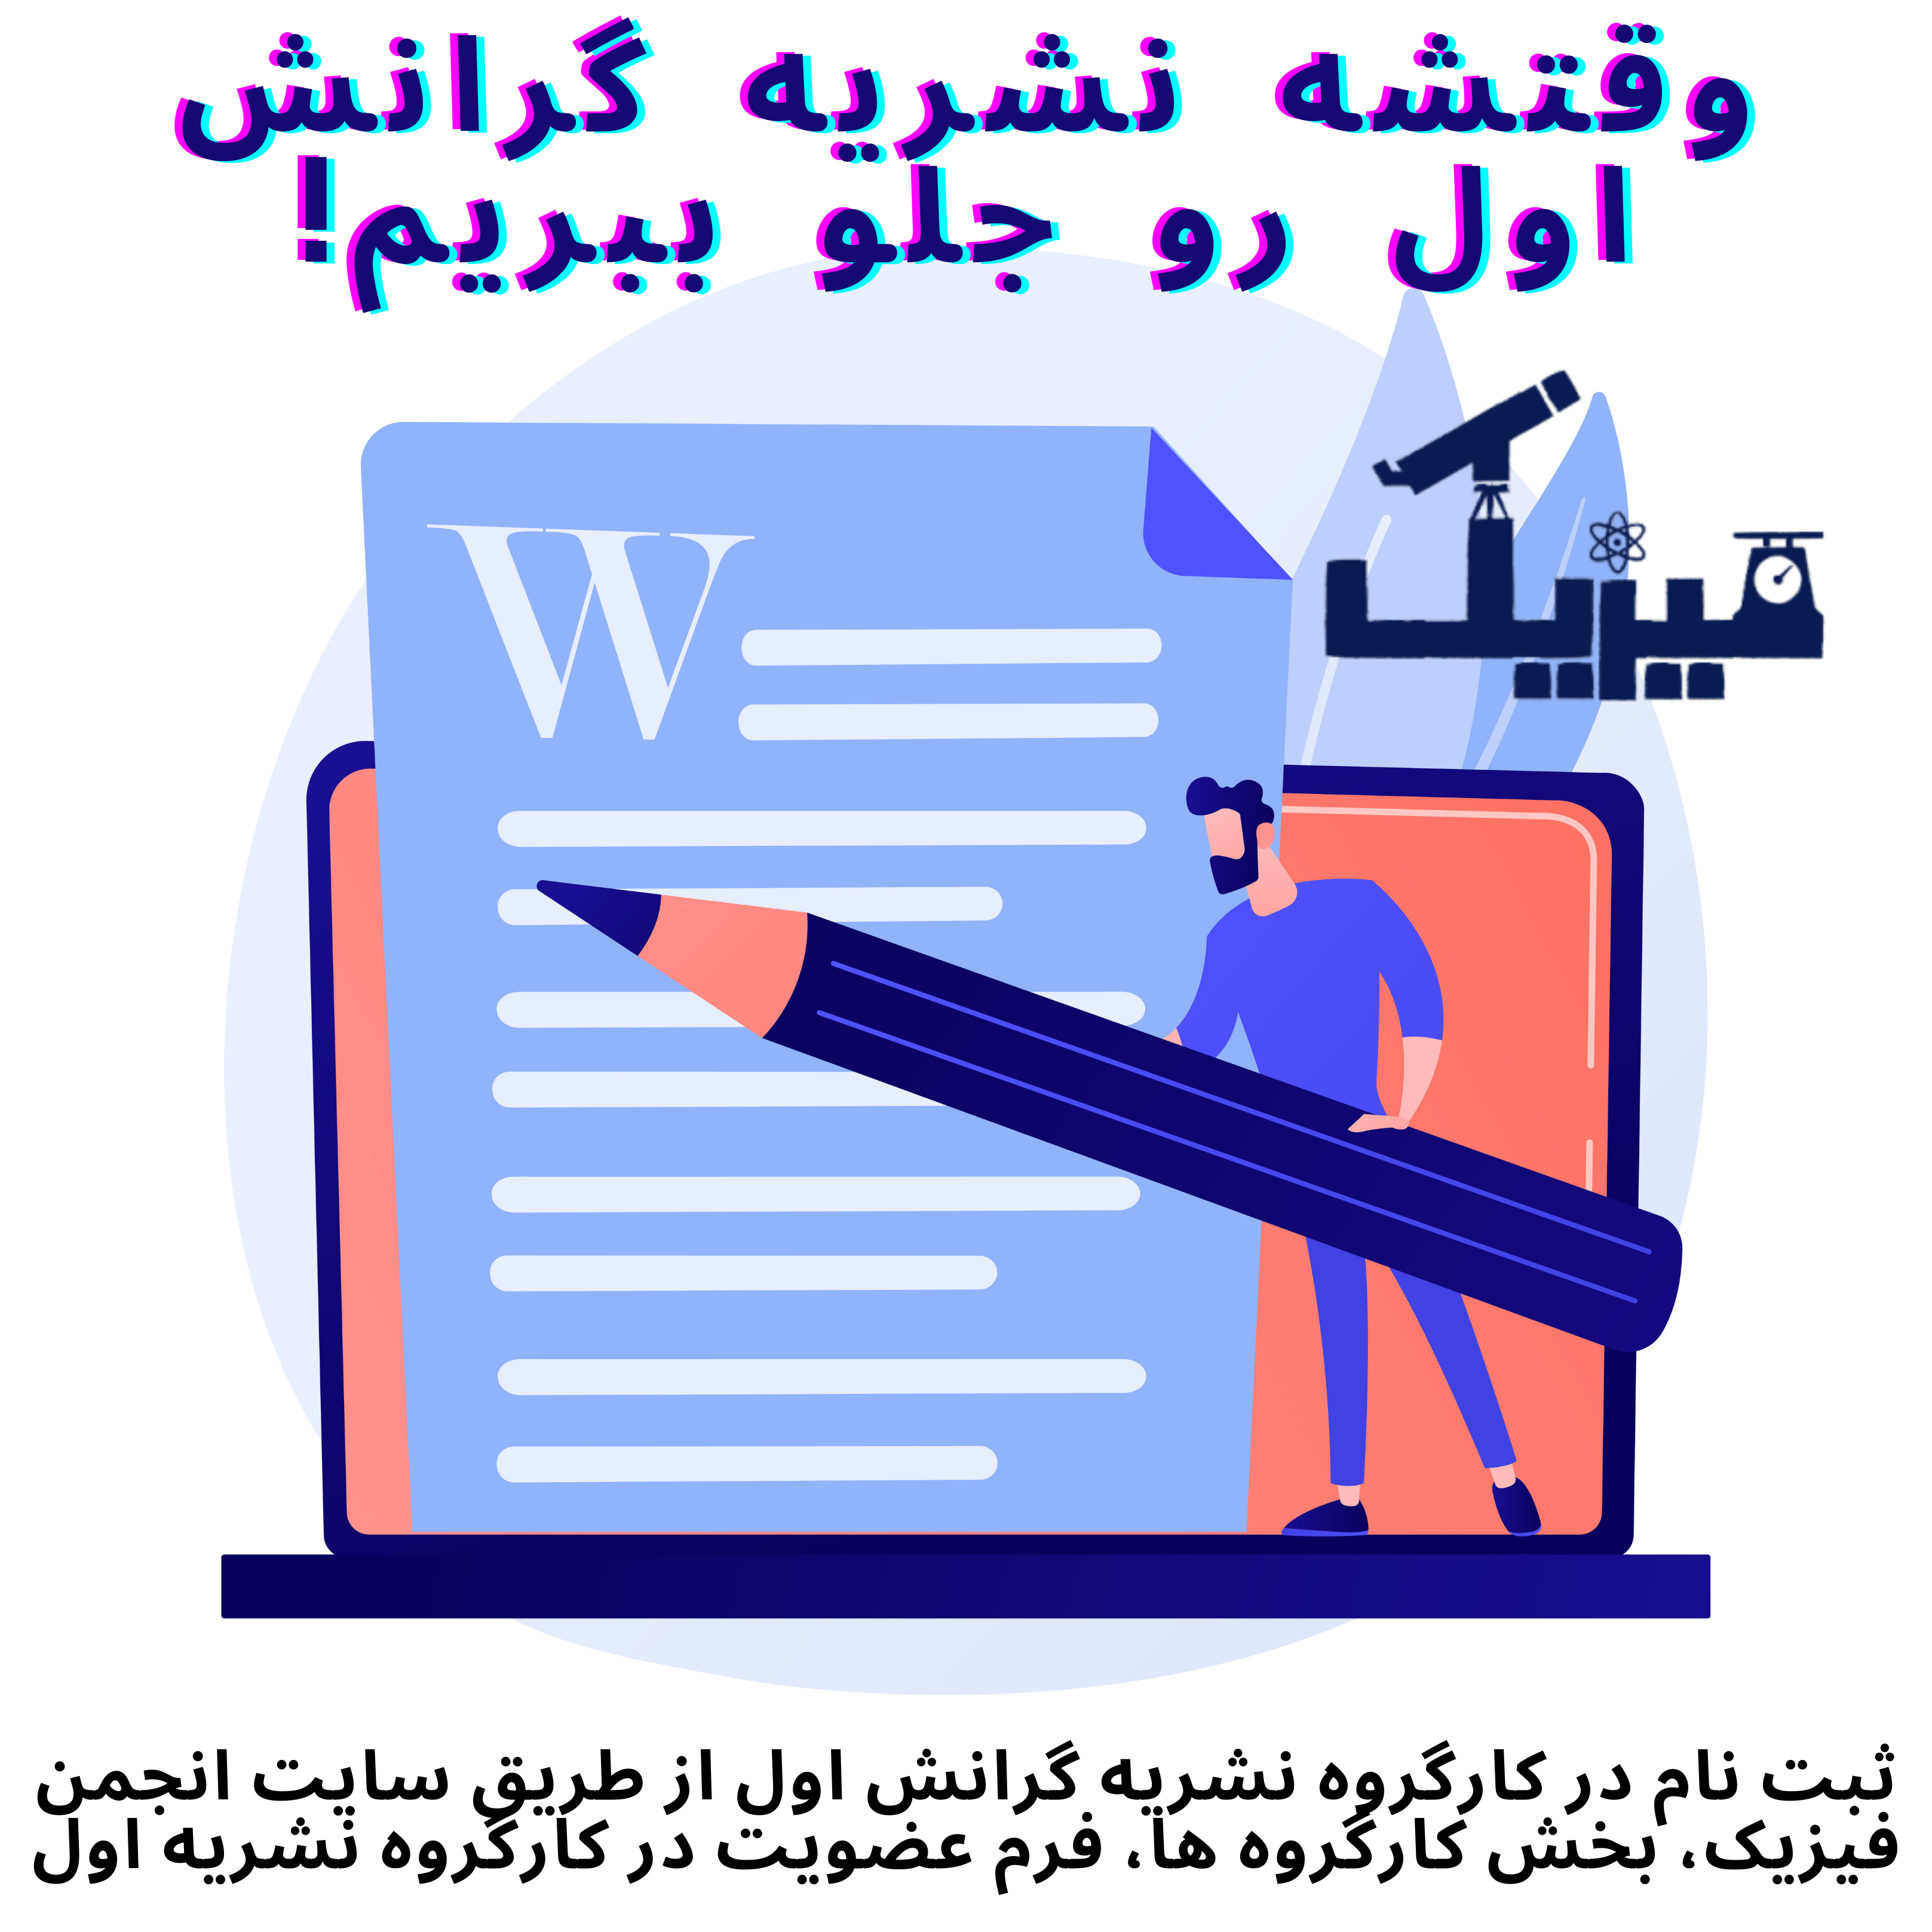 وقتشه نشریه گرانش
اول رو جلو ببریم!
W
فیزیک
ثبت نام در کارگروه نشریه گرانش اول از طریق سایت انجمن
فیزیک، بخش کارگروه ها، فرم عضویت در کارگروه نشریه اول